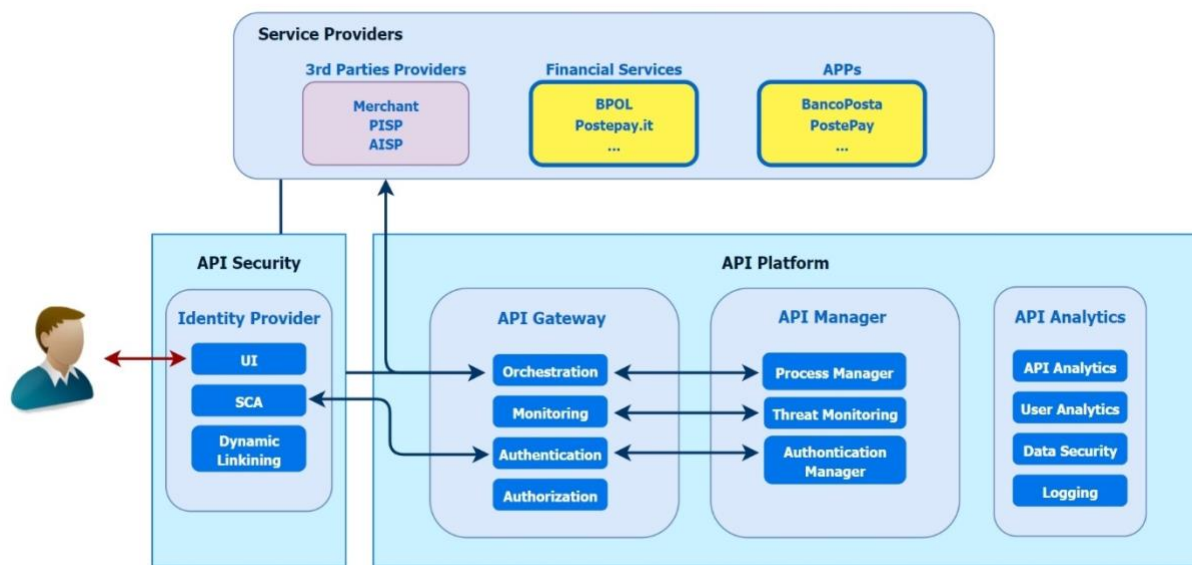 Service Providers
3rd Parties Providers
Merchant
PISP
AISP
Financial Services
BPOL
Postepay.it
...
APPs
BancoPosta
PostePay
...
API Security
Identity Provider
UI
SCA
Dynamic
Linkining
API Platform
API Gateway
Orchestration
Monitoring
Authentication
Authorization
API Manager
Process Manager
Threat Monitoring
Authontication
Manager
API Analytics
API Analytics
User Analytics
Data Security
Logging